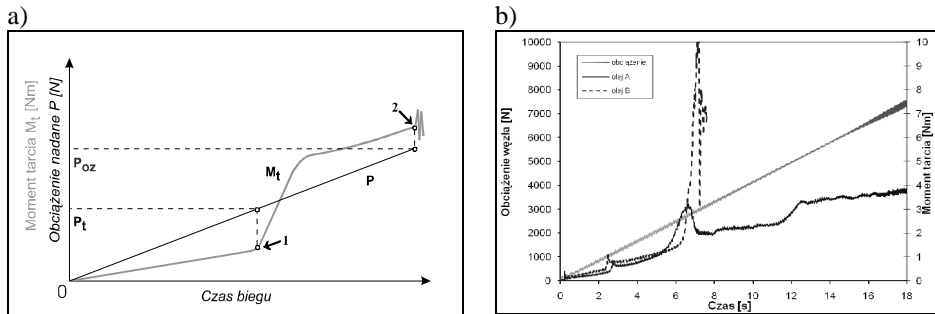 a)
Moment tarcia Mt [Nm]
Obciążenie nadane P [N]
Poz
Pt
Mt
P
1
2
0
Czas biegu
b)
Obciążenie węzła [N]
10000
9000
8000
7000
6000
5000
4000
3000
2000
1000
0
obciążenie
olej A
olej B
10
9
8
7
6
5
4
3
2
1
0
Moment tarcia [Nm]
0 2 4 6 8 10 12 14 16 18
Czas [s]